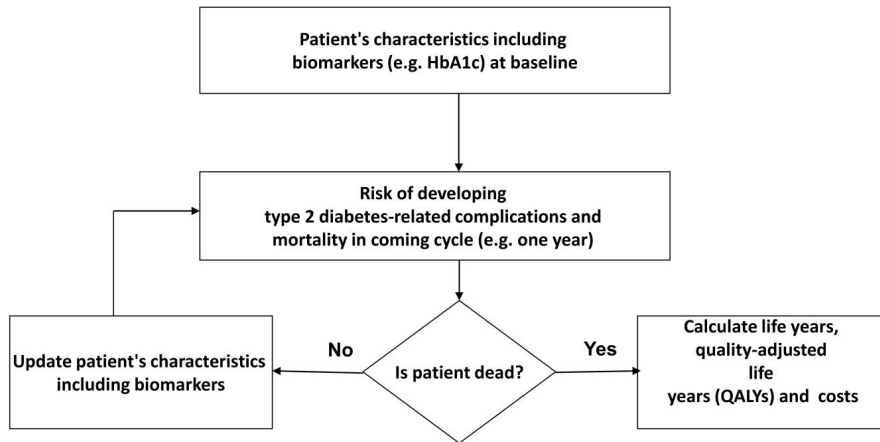 Patient's characteristics including
biomarkers (e.g. HbA1c) at baseline
Risk of developing
type 2 diabetes-related complications and
mortality in coming cycle (e.g. one year)
Update patient's characteristics
including biomarkers
No
Is patient dead?
Yes
Calculate life years,
quality-adjusted
life
years (QALYs) and costs